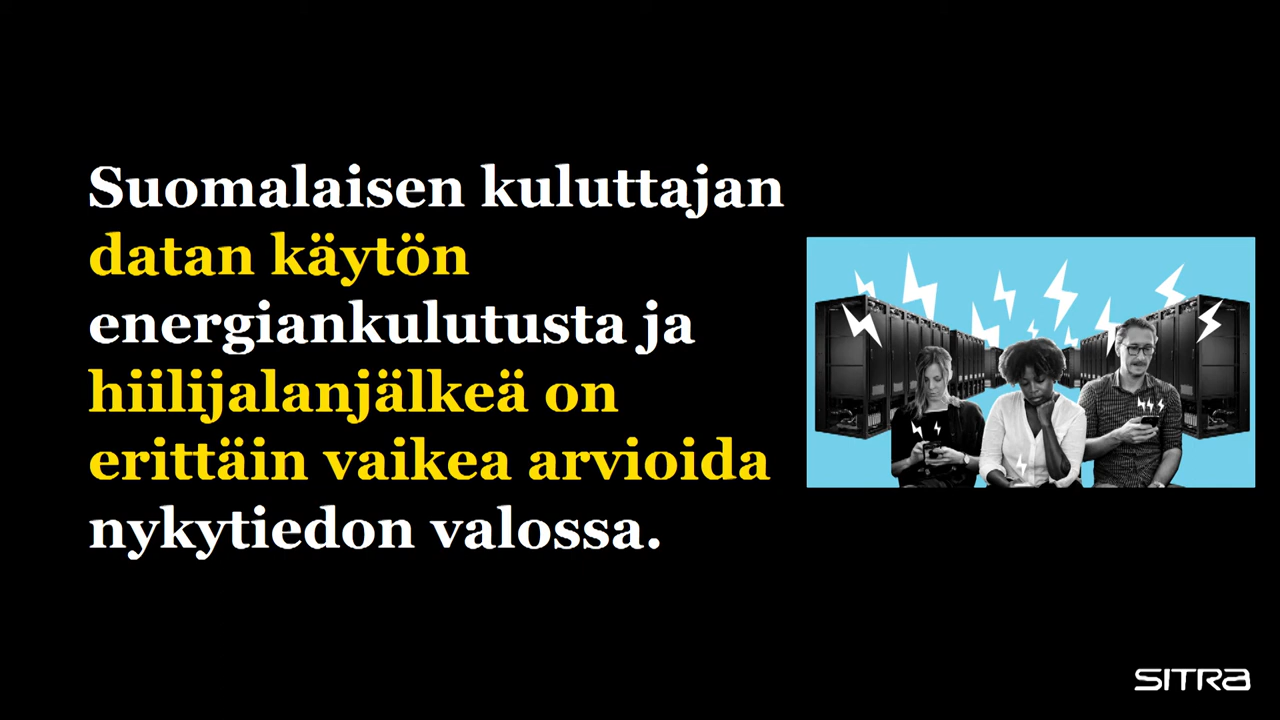 Suomalaisen kuluttajan
datan käytön
energiankulutusta ja
hiilijalanjälkeä on
erittäin vaikea arvioida
nykytiedon valossa.
SITRA